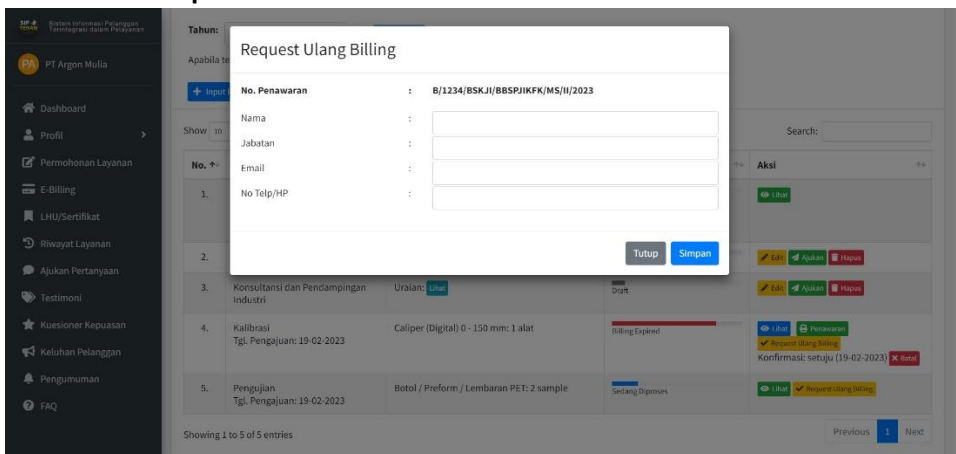 SIP TERAN
Sistem Informasi Pelanggan
Terintegrasi dalam Pelayanan
PA PT Argon Mulia
Dashboard
Profil
Permohonan Layanan
E-Billing
LHU/Sertifikat
Riwayat Layanan
Ajukan Pertanyaan
Testimoni
Kuesioner Kepuasan
Keluhan Pelanggan
Pengumuman
FAQ
Tahun:
Apabila te
+ Input
Show 10
Search:
Request Ulang Billing
No. Penawaran : B/1234/BSKJI/BBSPJIKFK/MS/II/2023
Nama :
Jabatan :
Email :
No Telp/HP :
Tutup Simpan
No. Aksi
1. Lihat
2. Edit Ajukan Hapus
3. Konsultansi dan Pendampingan Industri Uraian: Lihat Draft Edit Ajukan Hapus
4. Kalibrasi Caliper (Digital) 0 - 150 mm: 1 alat Billing Expired Lihat Penawaran
Tgl. Pengajuan: 19-02-2023 Request Ulang Billing
Konfirmasi: setuju (19-02-2023) Batal
5. Pengujian Botol / Preform / Lembaran PET: 2 sample Sedang Diproses Lihat Request Ulang Billing
Tgl. Pengajuan: 19-02-2023
Showing 1 to 5 of 5 entries
Previous 1 Next